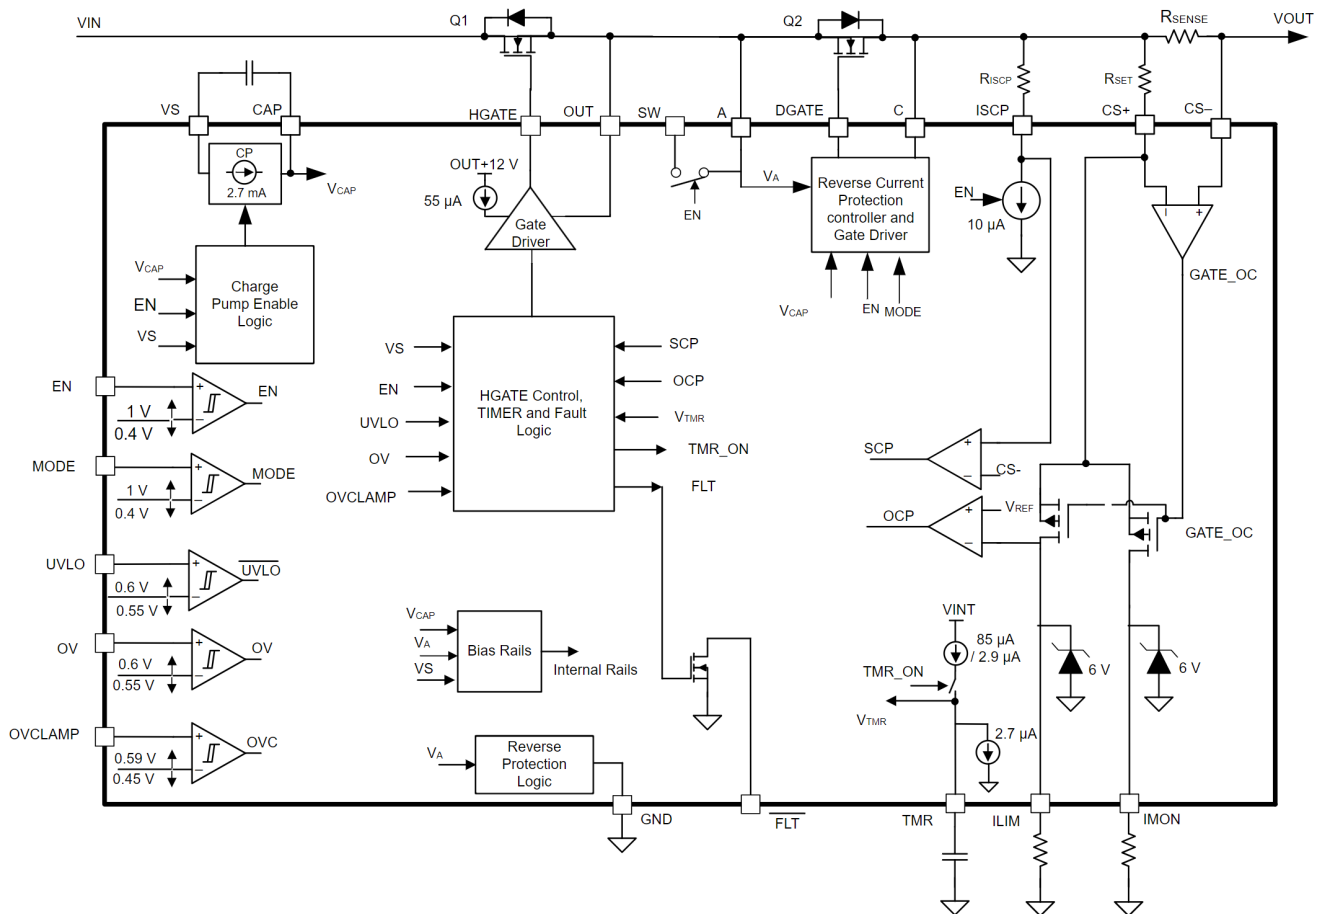 VIN
Q1
Q2
RSENSE
VOUT
RISCP
RSET
VS
CAP
HGATE
OUT
SW
A
DGATE
C
ISCP
CS+
CS–
CP
2.7 mA
VCAP
OUT+12 V
55 µA
Gate
Driver
EN
VA
Reverse Current
Protection
controller and
Gate Driver
EN
10 µA
– +
GATE_OC
VCAP
EN
MODE
VCAP
EN
VS
Charge
Pump Enable
Logic
VS
EN
UVLO
OV
OVCLAMP
HGATE Control,
TIMER and Fault
Logic
SCP
OCP
VTMR
TMR_ON
FLT
EN
+
–
1 V
0.4 V
EN
MODE
+
–
1 V
0.4 V
MODE
UVLO
+
–
0.6 V
0.55 V
UVLO
OV
+
–
0.6 V
0.55 V
OV
OVCLAMP
+
–
0.59 V
0.45 V
OVC
SCP
+
–
CS-
OCP
+
–
VREF
GATE_OC
VCAP
VA
VS
Bias Rails
Internal Rails
VA
Reverse
Protection
Logic
VINT
85 µA
/ 2.9 µA
TMR_ON
VTMR
2.7 µA
6 V
6 V
GND
FLT
TMR
ILIM
IMON